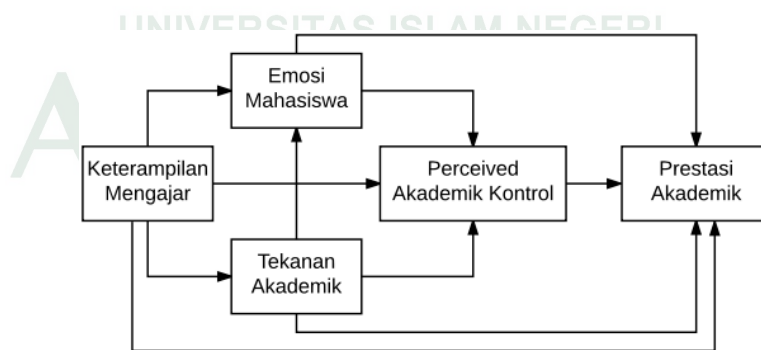 UNIVERSITAS ISLAM NEGERI
A
Emosi
Mahasiswa
Keterampilan
Mengajar
Perceived
Akademik Kontrol
Prestasi
Akademik
Tekanan
Akademik